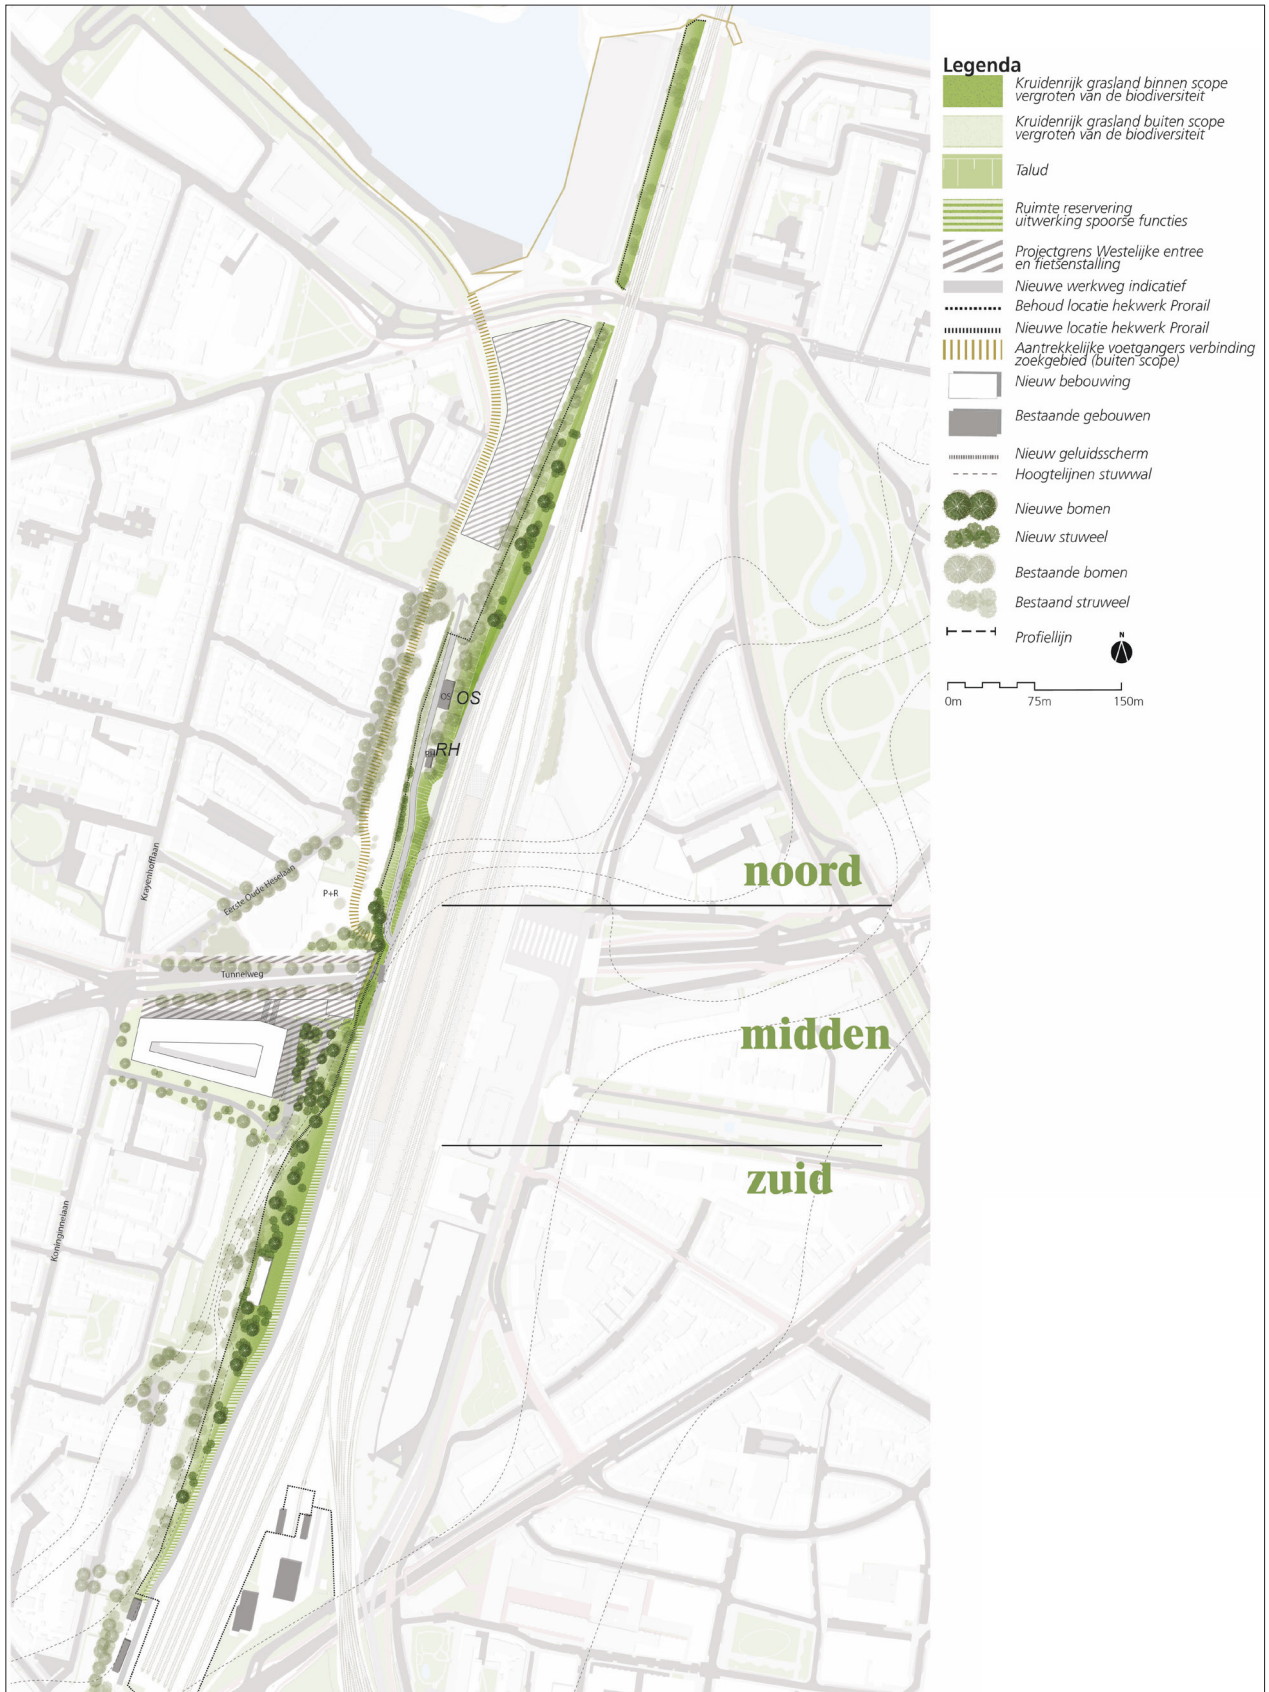 Legenda
Kruidenrijk grasland binnen scope
vergroten van de biodiversiteit
Kruidenrijk grasland buiten scope
vergroten van de biodiversiteit
Talud
Ruimte reservering
uitwerking spoorse functies
Projectgrens Westelijke entree
en fietsenstalling
Nieuwe werkweg indicatief
Behoud locatie hekwerk Prorail
Nieuwe locatie hekwerk Prorail
Aantrekkelijke voetgangers verbinding
zoekgebied (buiten scope)
Nieuw bebouwing
Bestaande gebouwen
Nieuw geluidsscherm
Hoogtelijnen stuwwal
Nieuwe bomen
Nieuw stuweel
Bestaande bomen
Bestaand struweel
Profiellijn
N
0m 75m 150m
OS OS
RH
Krayenhofflaan
Eerste Oude Heselaan
P+R
noord
Tunnelweg
midden
zuid
Koninginnelaan